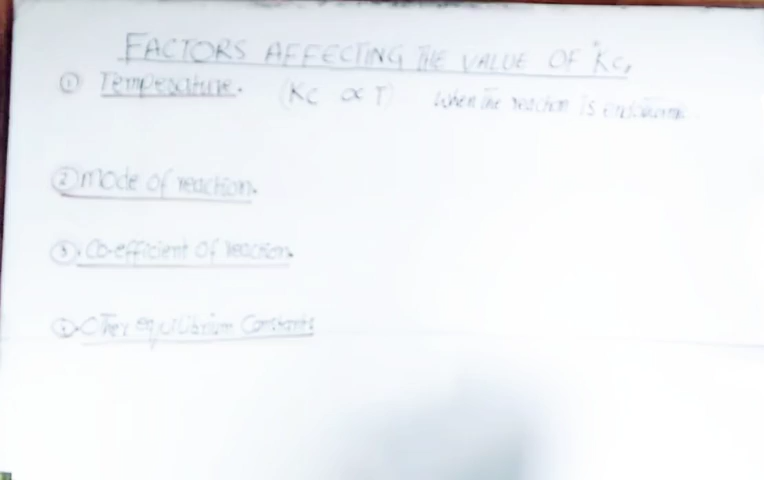 FACTORS AFFECTING THE VALUE OF Kc,
① Temperature. (Kc ∝ T) When the reaction is endothermic
② mode of reaction.
③. Co-efficient of reaction.
④. Other equilibrium Constants